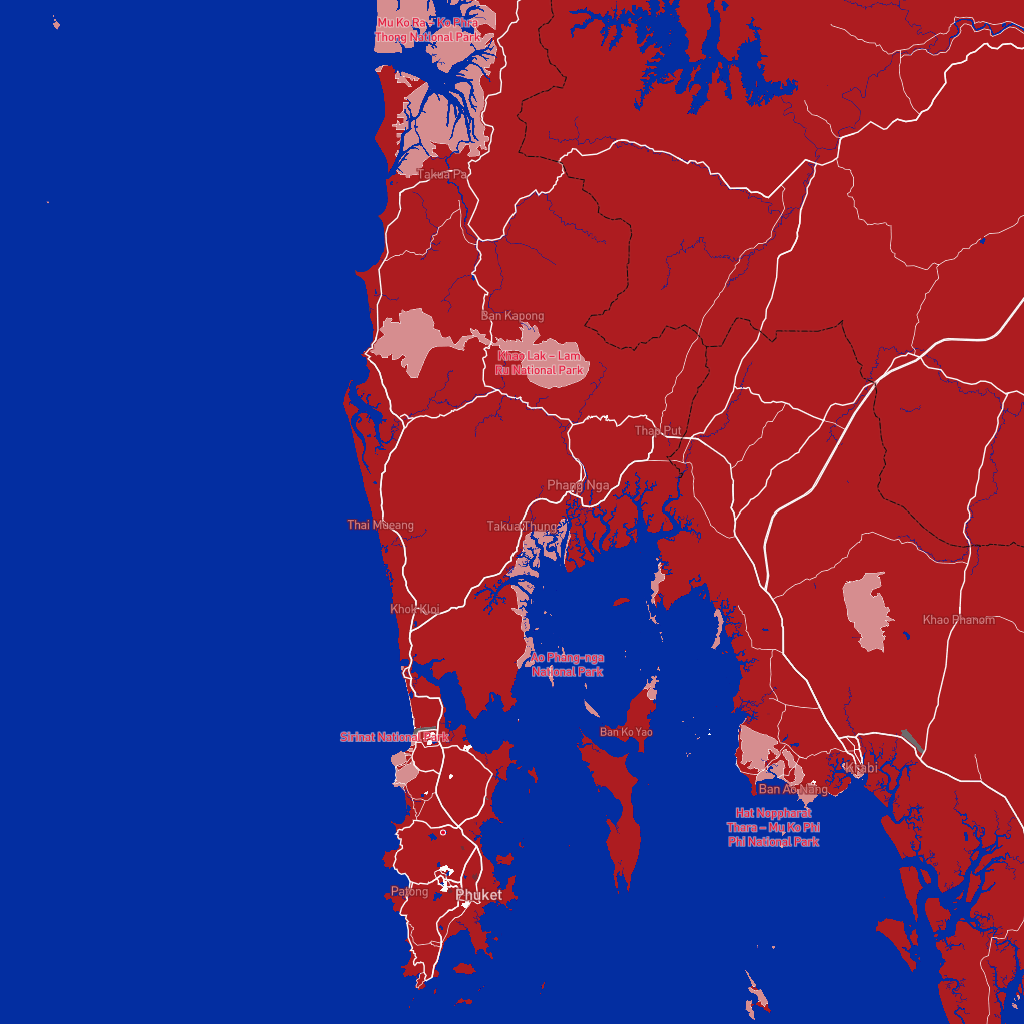 Mu Ko Ra – Ko Phra
Thong National Park
Takua Pa
Ban Kapong
Khao Lak – Lam
Ru National Park
Thap Put
Phang Nga
Thai Mueang
Takua Thung
Khok Kloi
Khao Phanom
Ao Phang-nga
National Park
Ban Ko Yao
Sirinat National Park
Krabi
Ban Ao Nang
Hat Noppharat
Thara – Mu Ko Phi
Phi National Park
Patong
Phuket